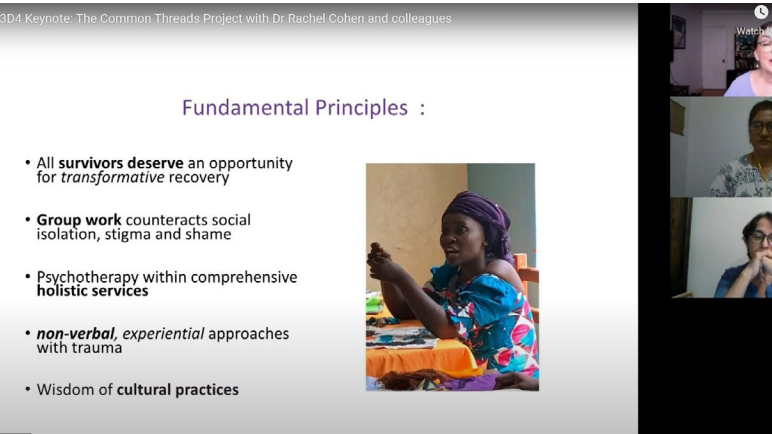 3D4 Keynote: The Common Threads Project with Dr Rachel Cohen and colleagues
Watch
Fundamental Principles :
• All survivors deserve an opportunity
for transformative recovery
• Group work counteracts social
isolation, stigma and shame
• Psychotherapy within comprehensive
holistic services
• non-verbal, experiential approaches
with trauma
• Wisdom of cultural practices